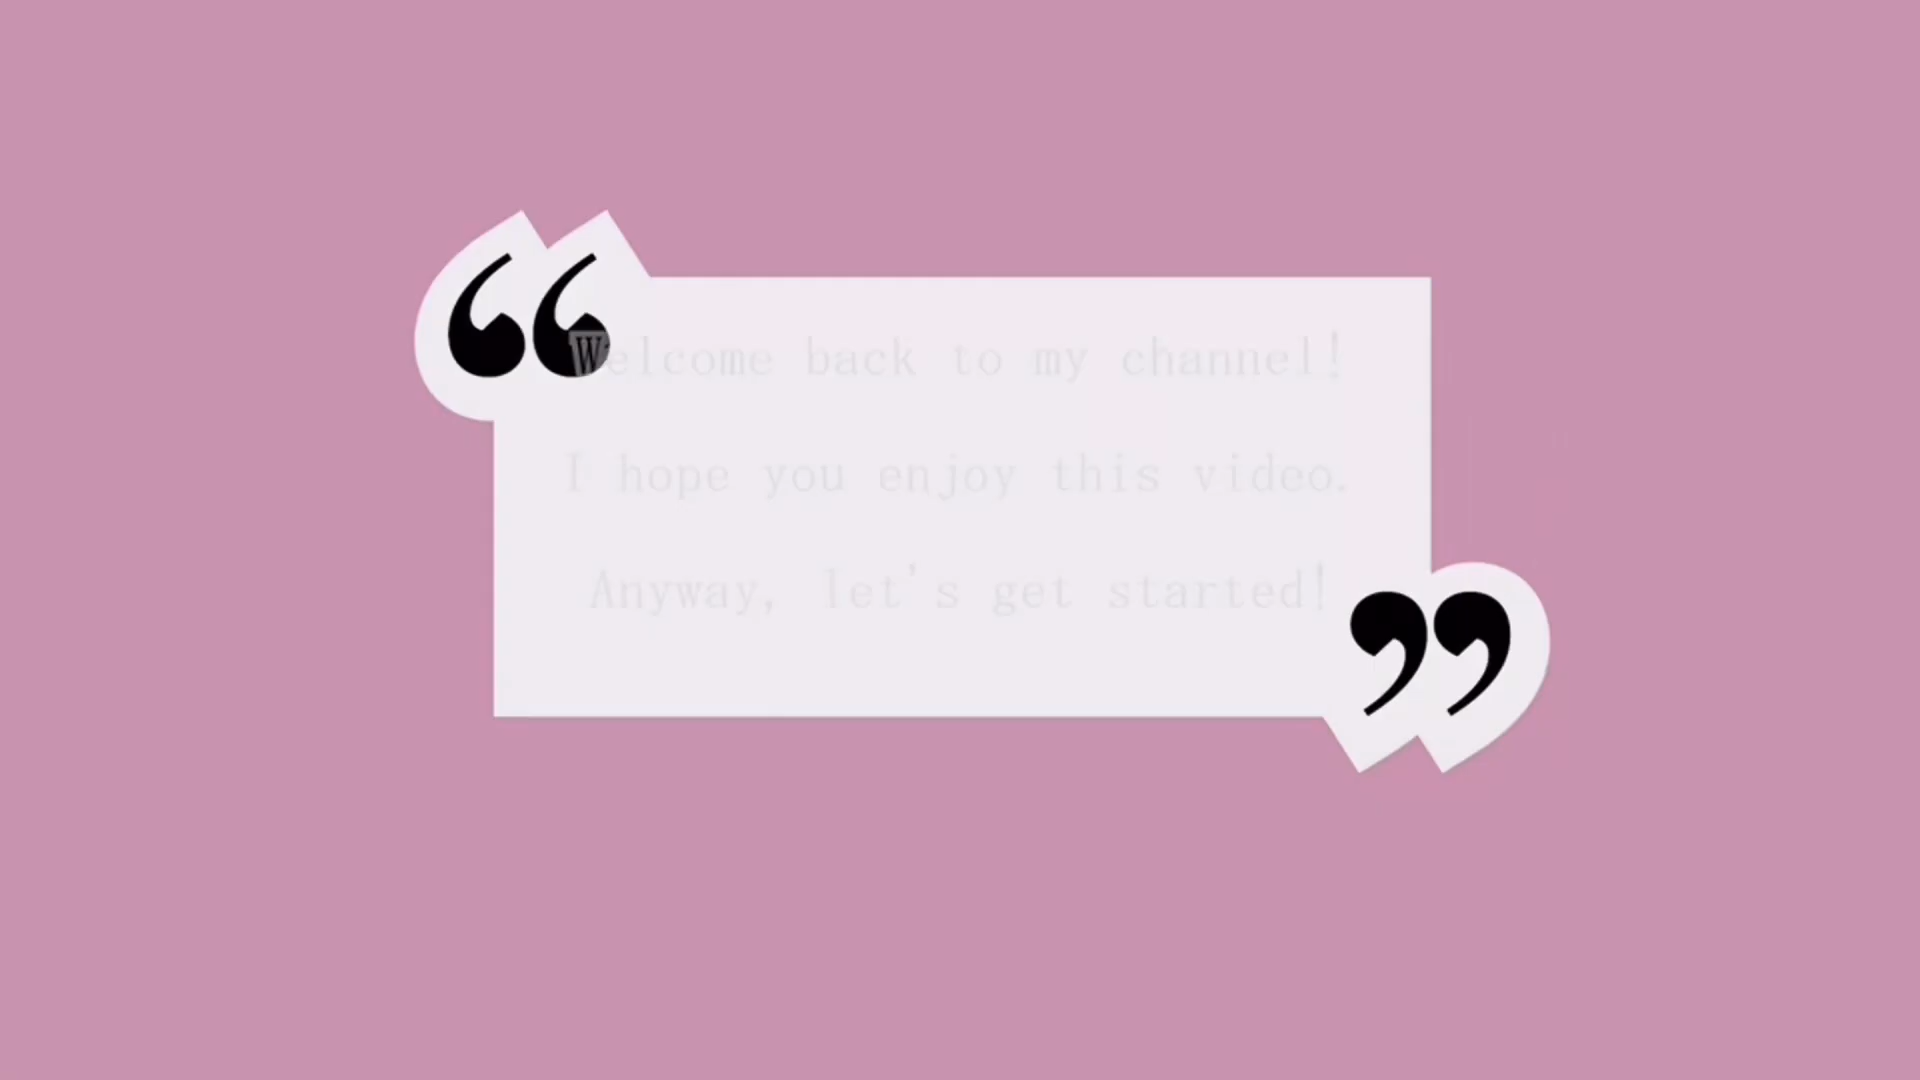 “
Welcome back to my channel!
I hope you enjoy this video.
Anyway, let's get started!
”